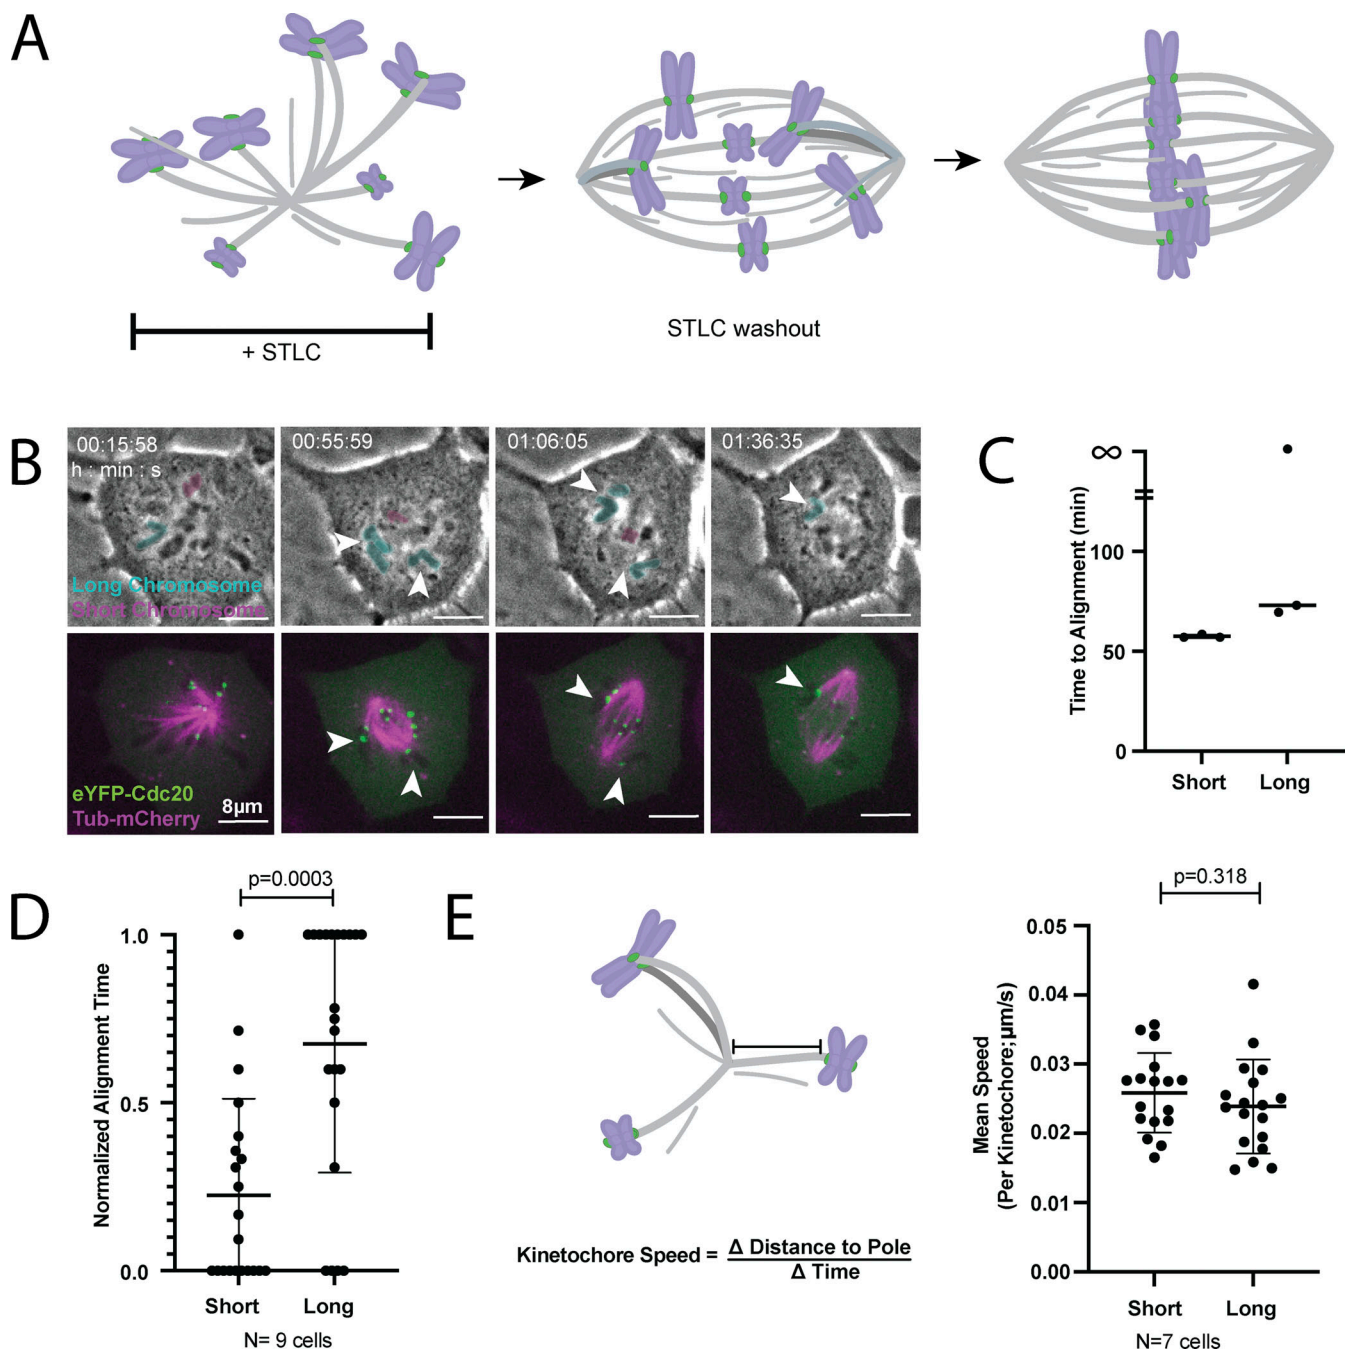 A
+ STLC
STLC washout
B
00:15:58
h : min : s
00:55:59
01:06:05
01:36:35
Long Chromosome
Short Chromosome
eYFP-Cdc20
Tub-mCherry
8µm
C
Time to Alignment (min)
∞
100
50
0
Short
Long
D
p=0.0003
Normalized Alignment Time
1.0
0.5
0.0
Short
Long
N= 9 cells
E
Kinetochore Speed = Δ Distance to Pole
Δ Time
p=0.318
Mean Speed
(Per Kinetochore;µm/s)
0.05
0.04
0.03
0.02
0.01
0.00
Short
Long
N=7 cells